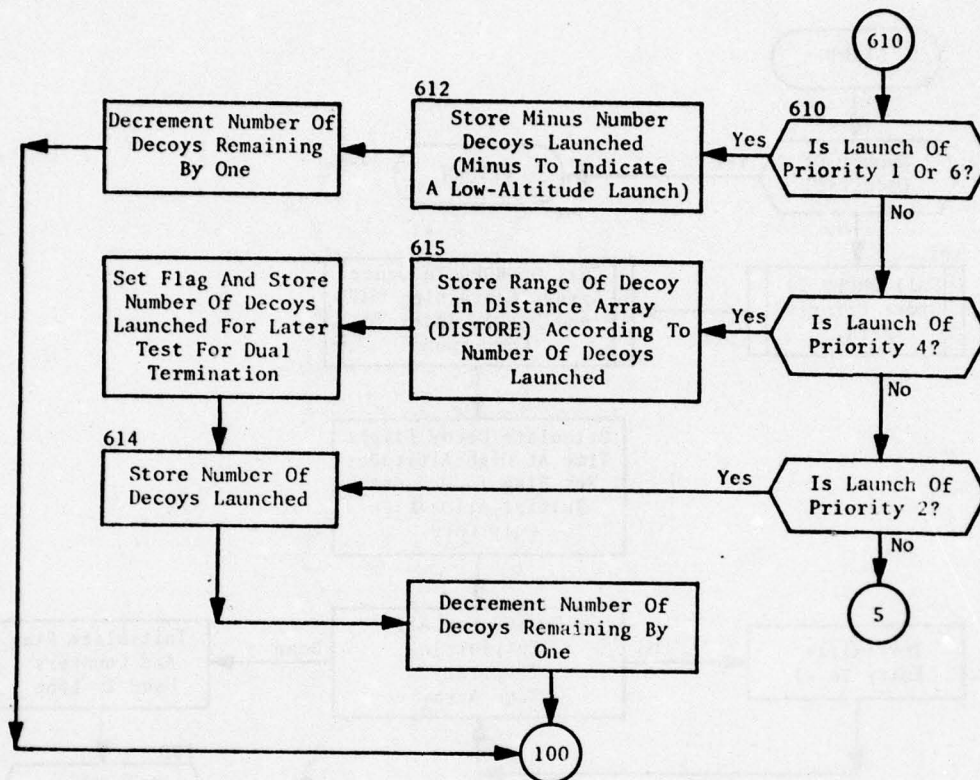 610
610
Is Launch Of
Priority 1 Or 6?
Yes
No
612
Store Minus Number
Decoys Launched
(Minus To Indicate
A Low-Altitude Launch)
Decrement Number Of
Decoys Remaining
By One
Is Launch Of
Priority 4?
Yes
No
615
Store Range Of Decoy
In Distance Array
(DISTORE) According To
Number Of Decoys
Launched
Set Flag And Store
Number Of Decoys
Launched For Later
Test For Dual
Termination
Is Launch Of
Priority 2?
Yes
No
614
Store Number Of
Decoys Launched
5
Decrement Number Of
Decoys Remaining By
One
100